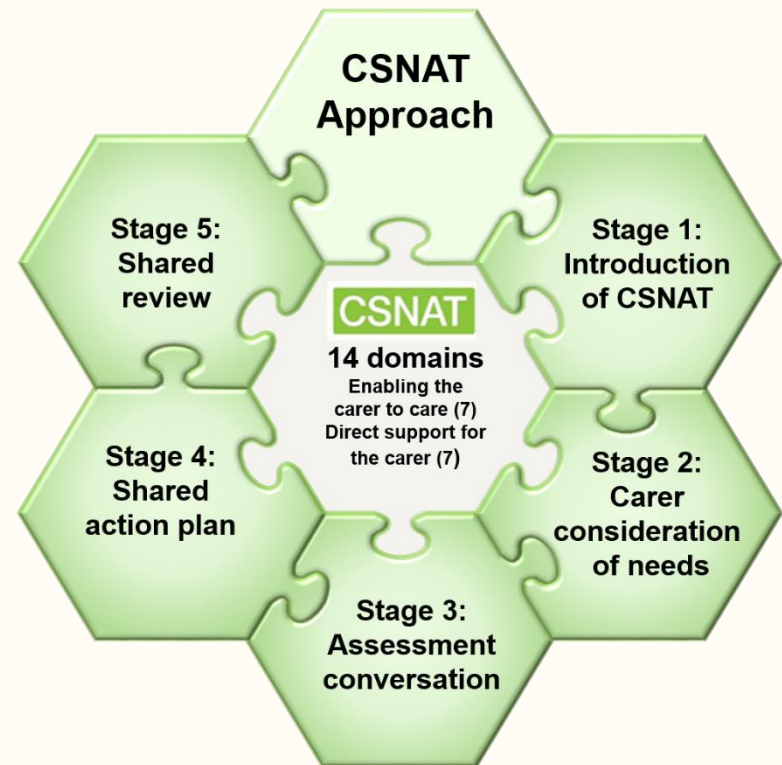 CSNAT
Approach
Stage 1:
Introduction
of CSNAT
Stage 2:
Carer
consideration
of needs
Stage 3:
Assessment
conversation
Stage 4:
Shared
action plan
Stage 5:
Shared
review
CSNAT
14 domains
Enabling the
carer to care (7)
Direct support for
the carer (7)